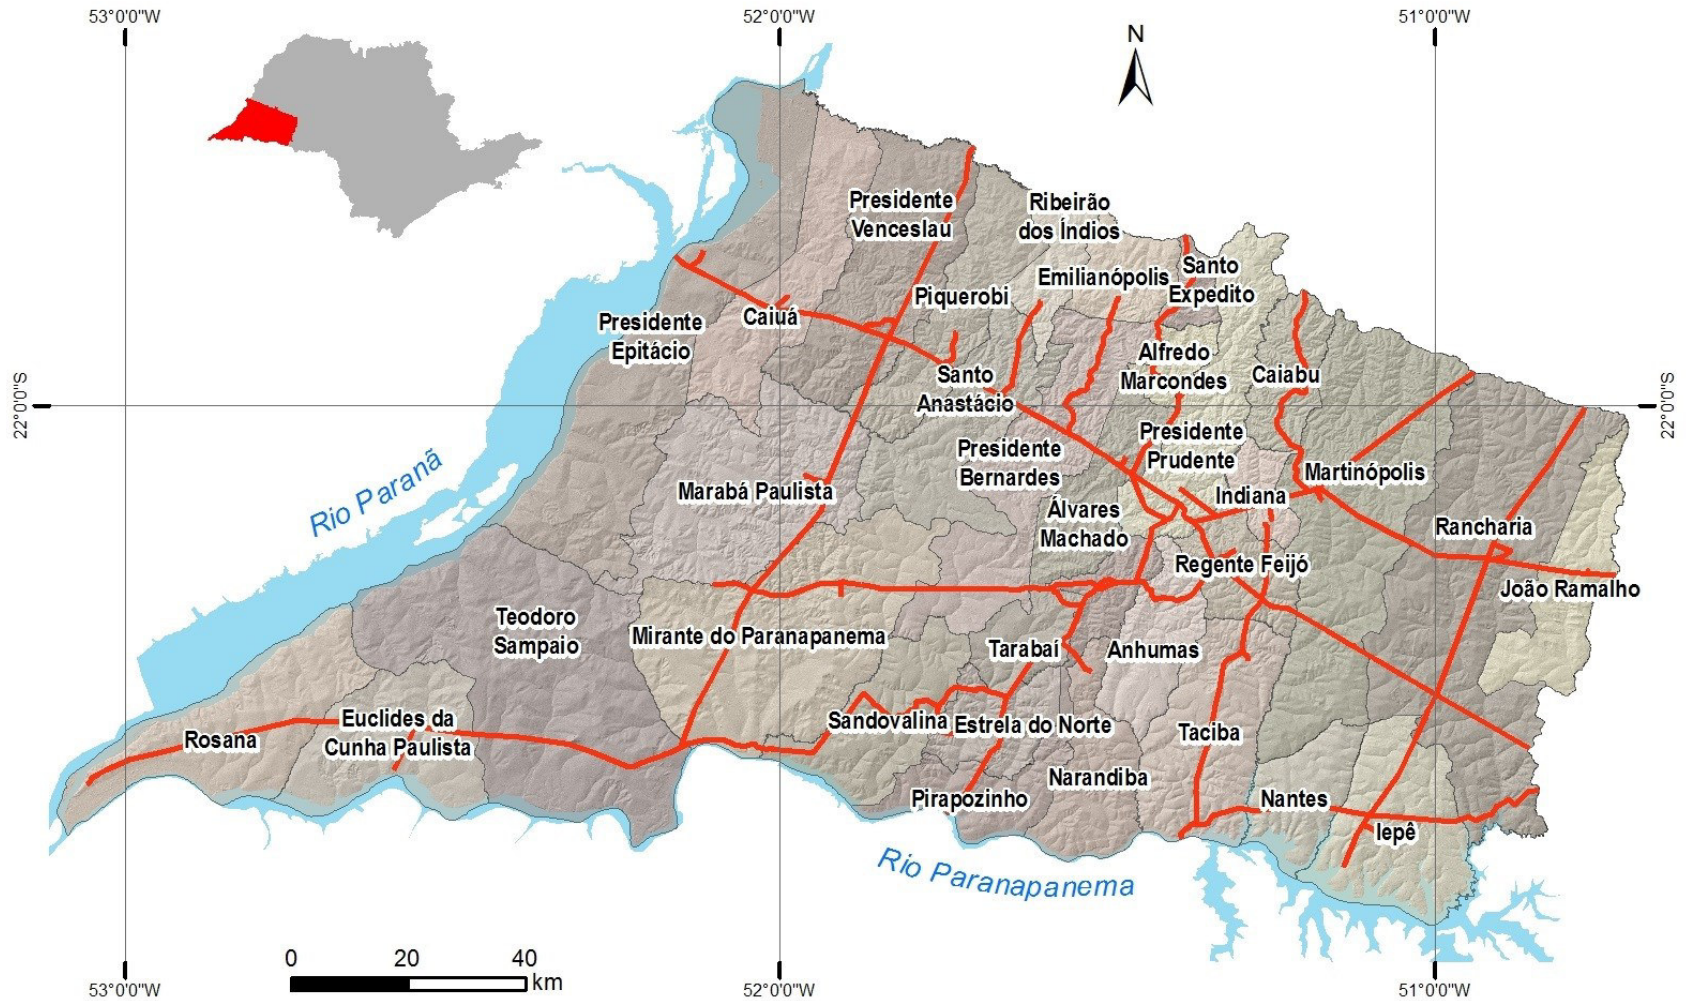 53°0'0"W
52°0'0"W
51°0'0"W
N
Presidente
Venceslau
Ribeirão
dos Índios
Emilianópolis
Santo
Expedito
Piquerobi
Caiuá
Presidente
Epitácio
Alfredo
Marcondes
Caiabu
Santo
Anastácio
22°0'0"S
22°0'0"S
Presidente
Bernardes
Presidente
Prudente
Martinópolis
Marabá Paulista
Indiana
Rio Paranã
Álvares
Machado
Rancharia
Regente Feijó
João Ramalho
Teodoro
Sampaio
Mirante do Paranapanema
Tarabaí
Anhumas
Rosana
Euclides da
Cunha Paulista
Sandovalina
Estrela do Norte
Taciba
Narandiba
Pirapozinho
Nantes
Iepê
Rio Paranapanema
0 20 40
km
53°0'0"W
52°0'0"W
51°0'0"W